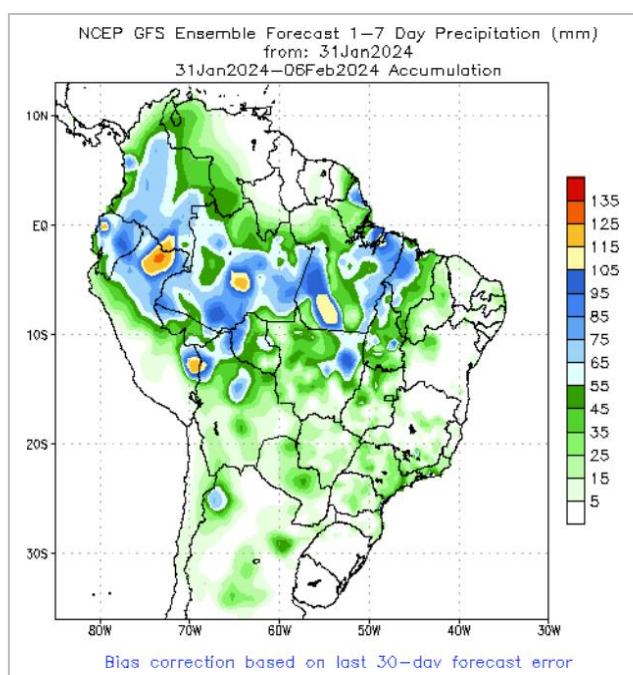 NCEP GFS Ensemble Forecast 1–7 Day Precipitation (mm)
from: 31Jan2024
31Jan2024–06Feb2024 Accumulation
10N
EQ
10S
20S
30S
80W
70W
60W
50W
40W
30W
135
125
115
105
95
85
75
65
55
45
35
25
15
5
Bias correction based on last 30–day forecast error